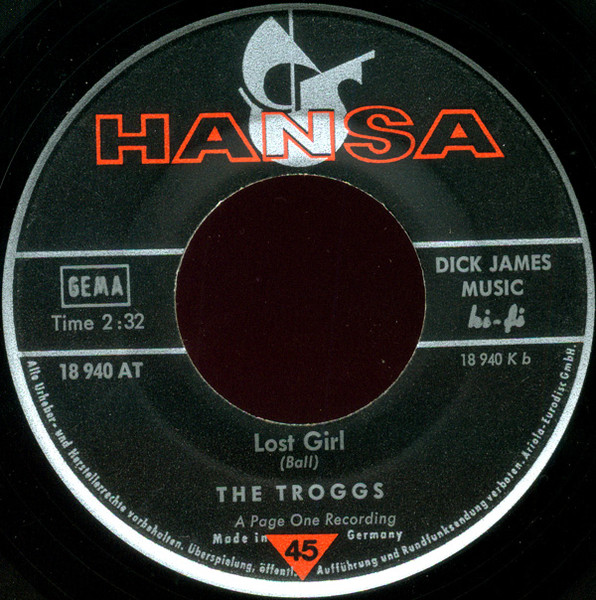 HANSA
GEMA
Time 2:32
18 940 AT
DICK JAMES
MUSIC
hi-fi
18 940 K b
Lost Girl
(Ball)
THE TROGGS
A Page One Recording
Made in Germany
45
Alle Urheber- und Herstellerrechte vorbehalten. Überspielung, öffentl. Aufführung und Rundfunksendung verboten. Ariola-Eurodisc GmbH.